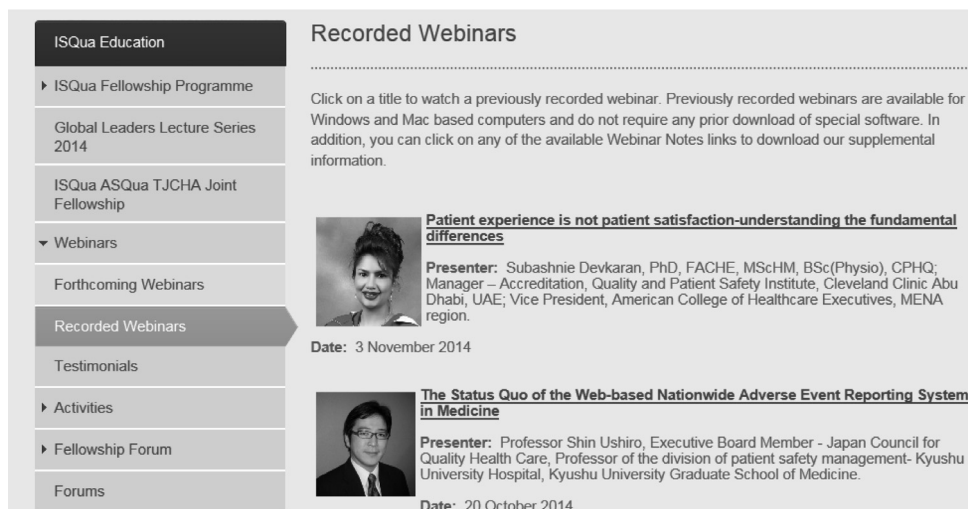 ISQua Education
ISQua Fellowship Programme
Global Leaders Lecture Series
2014
ISQua ASQua TJCHA Joint
Fellowship
Webinars
Forthcoming Webinars
Recorded Webinars
Testimonials
Activities
Fellowship Forum
Forums
Recorded Webinars
Click on a title to watch a previously recorded webinar. Previously recorded webinars are available for
Windows and Mac based computers and do not require any prior download of special software. In
addition, you can click on any of the available Webinar Notes links to download our supplemental
information.
Patient experience is not patient satisfaction-understanding the fundamental
differences
Presenter: Subashnie Devkaran, PhD, FACHE, MScHM, BSc(Physio), CPHQ;
Manager – Accreditation, Quality and Patient Safety Institute, Cleveland Clinic Abu
Dhabi, UAE; Vice President, American College of Healthcare Executives, MENA
region.
Date: 3 November 2014
The Status Quo of the Web-based Nationwide Adverse Event Reporting System
in Medicine
Presenter: Professor Shin Ushiro, Executive Board Member - Japan Council for
Quality Health Care, Professor of the division of patient safety management- Kyushu
University Hospital, Kyushu University Graduate School of Medicine.
Date: 20 October 2014